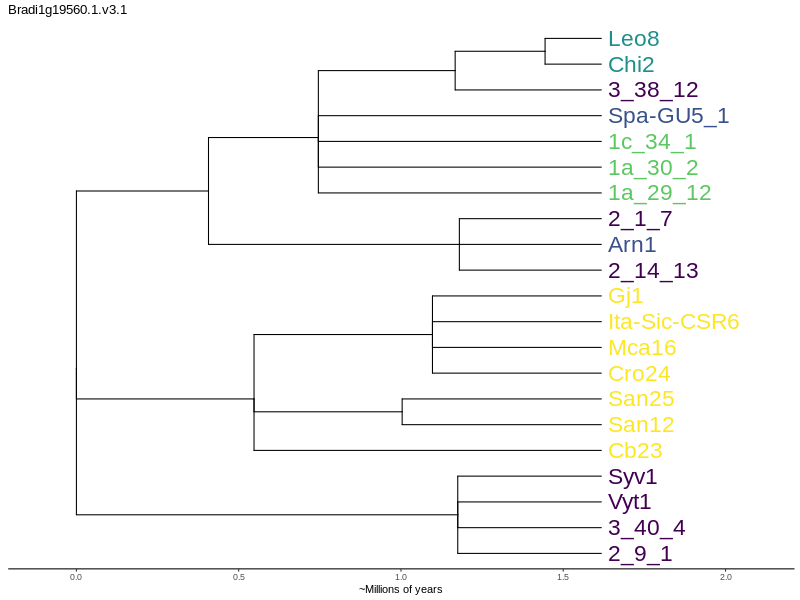 Bradi1g19560.1.v3.1
Leo8
Chi2
3_38_12
Spa-GU5_1
1c_34_1
1a_30_2
1a_29_12
2_1_7
Arn1
2_14_13
Gj1
Ita-Sic-CSR6
Mca16
Cro24
San25
San12
Cb23
Syv1
Vyt1
3_40_4
2_9_1
0.0 0.5 1.0 1.5 2.0
~Millions of years